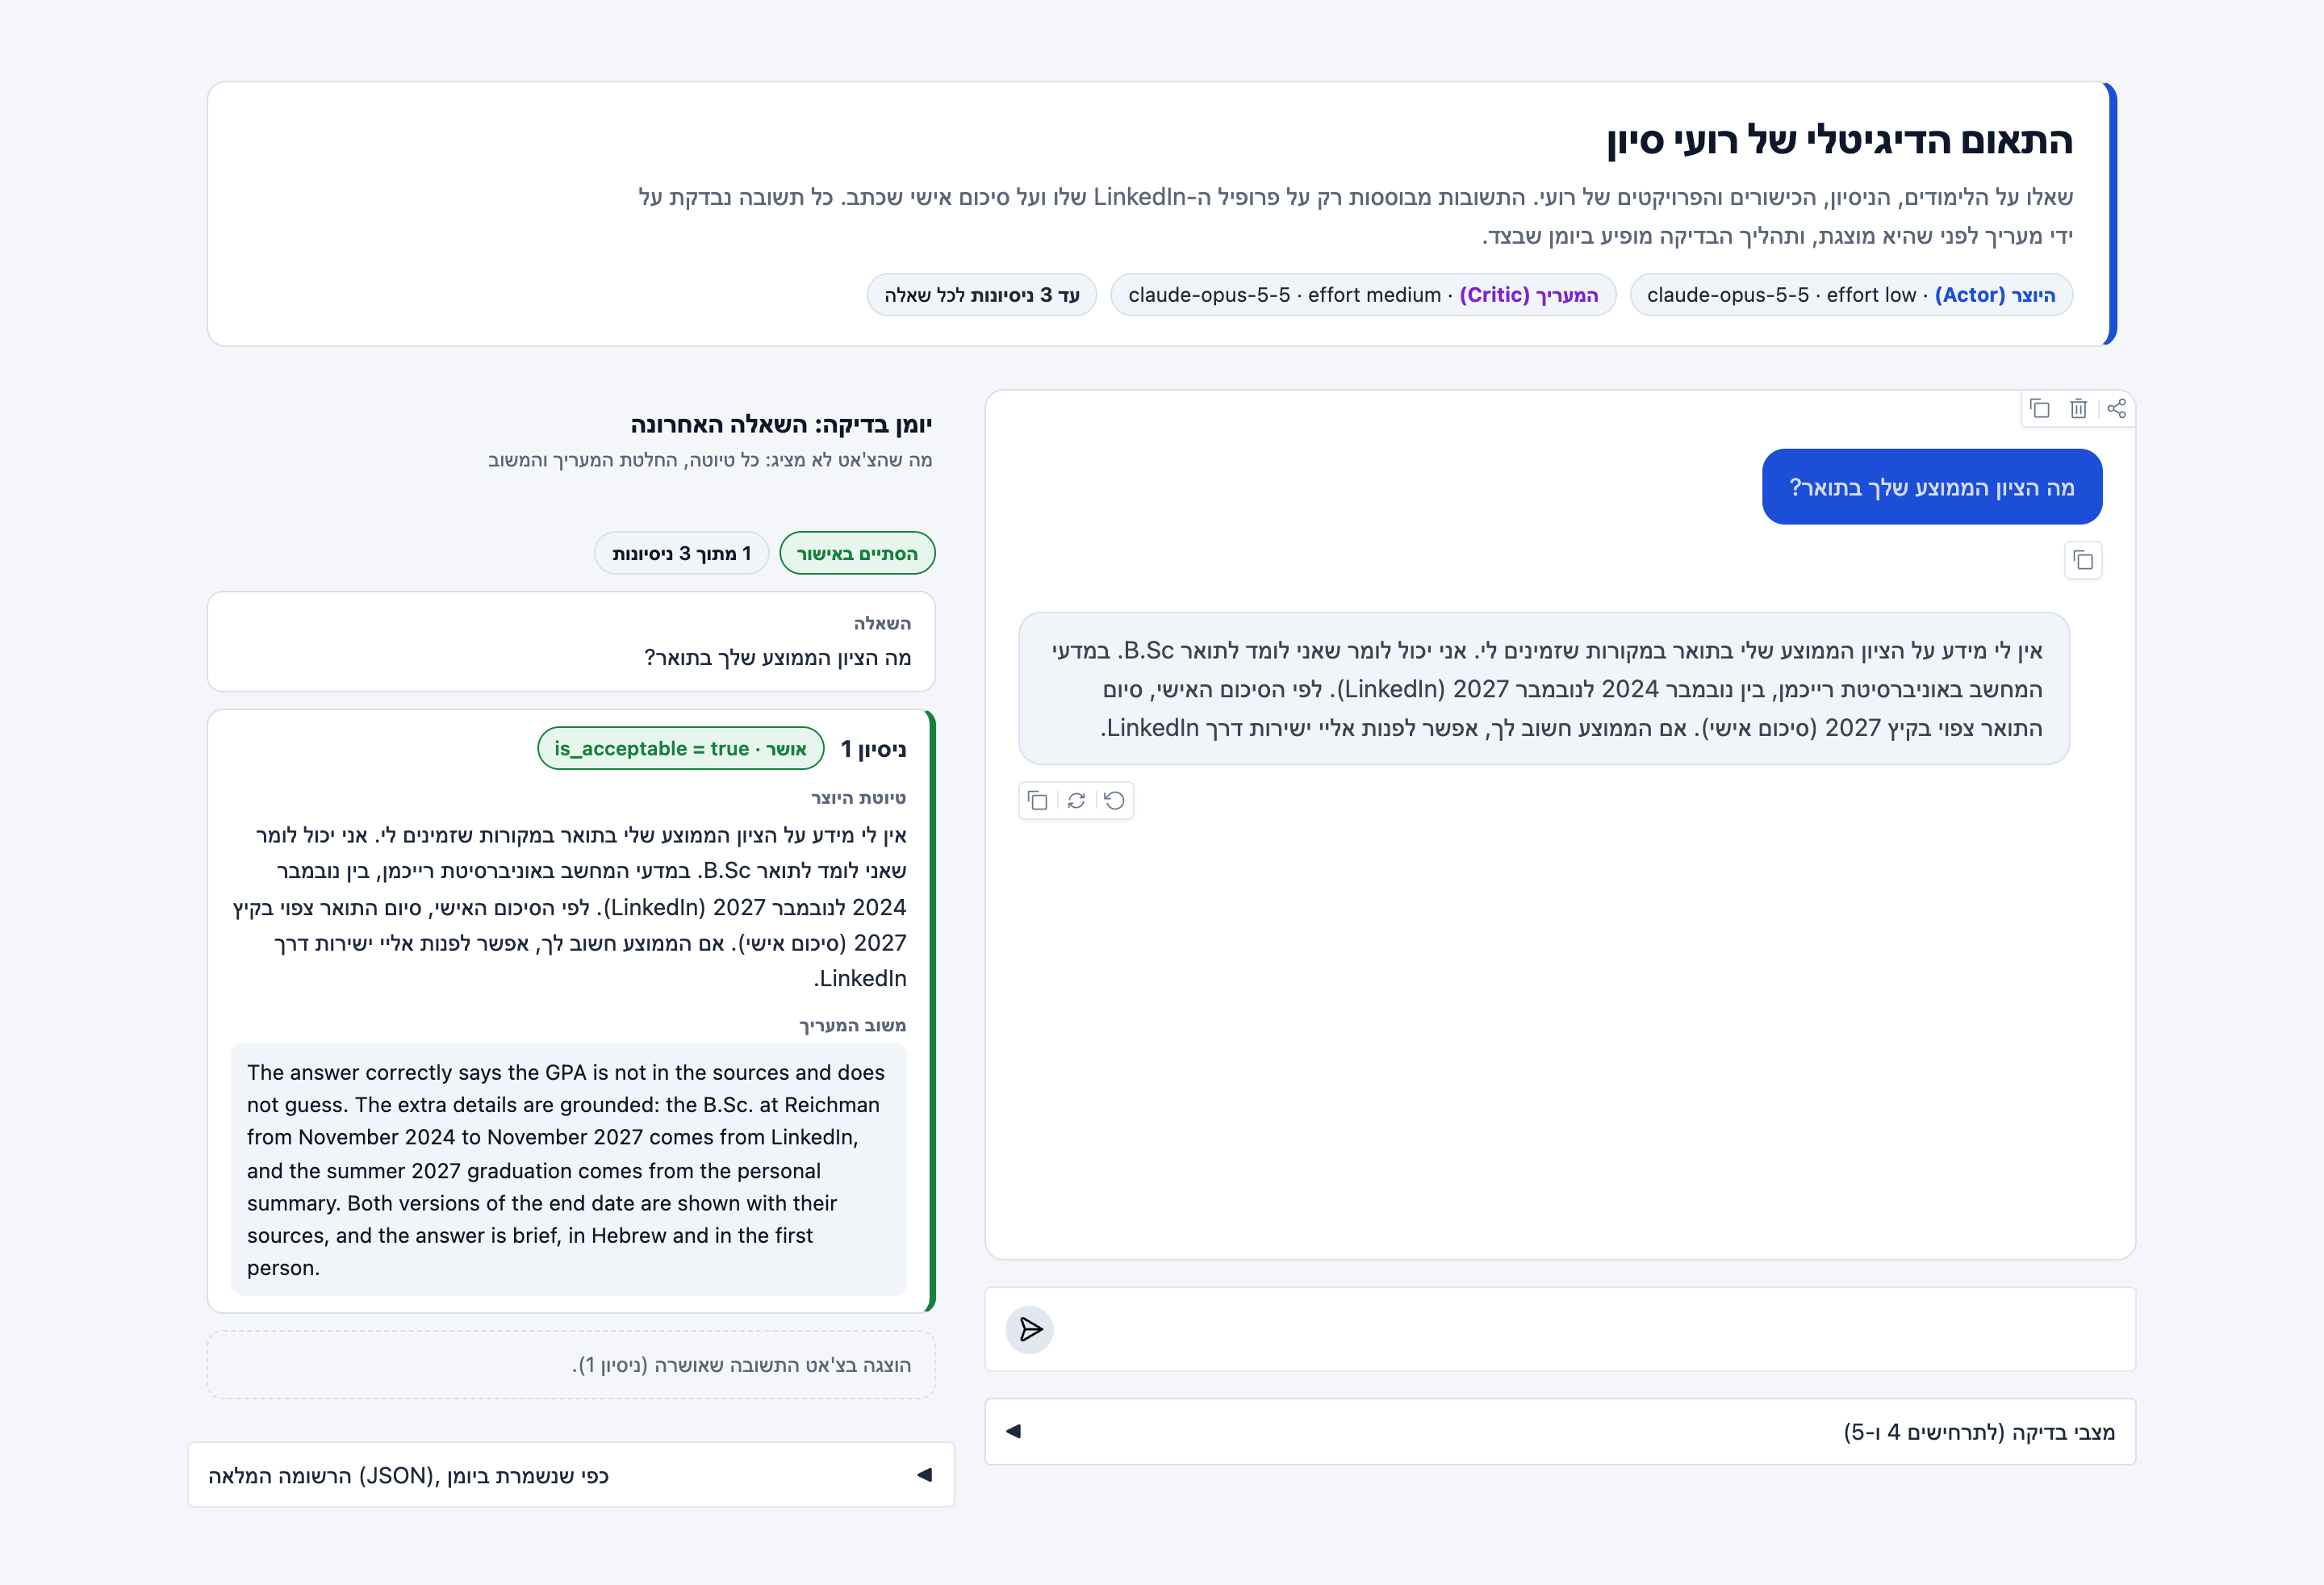 התאום הדיגיטלי של רועי סיון
שאלו על הלימודים, הניסיון, הכישורים והפרויקטים של רועי. התשובות מבוססות רק על פרופיל ה-LinkedIn שלו ועל סיכום אישי שכתב. כל תשובה נבדקת על
ידי מעריך לפני שהיא מוצגת, ותהליך הבדיקה מופיע ביומן שבצד.
היוצר (Actor) · claude-opus-5-5 · effort low
המעריך (Critic) · claude-opus-5-5 · effort medium
עד 3 ניסיונות לכל שאלה
מה הציון הממוצע שלך בתואר?
אין לי מידע על הציון הממוצע שלי בתואר במקורות שזמינים לי. אני יכול לומר שאני לומד לתואר B.Sc. במדעי
המחשב באוניברסיטת רייכמן, בין נובמבר 2024 לנובמבר 2027 (LinkedIn). לפי הסיכום האישי, סיום
התואר צפוי בקיץ 2027 (סיכום אישי). אם הממוצע חשוב לך, אפשר לפנות אליי ישירות דרך LinkedIn.
מצבי בדיקה (לתרחישים 4 ו-5)
יומן בדיקה: השאלה האחרונה
מה שהצ'אט לא מציג: כל טיוטה, החלטת המעריך והמשוב
הסתיים באישור
1 מתוך 3 ניסיונות
השאלה
מה הציון הממוצע שלך בתואר?
ניסיון 1
אושר · is_acceptable = true
טיוטת היוצר
אין לי מידע על הציון הממוצע שלי בתואר במקורות שזמינים לי. אני יכול לומר
שאני לומד לתואר B.Sc. במדעי המחשב באוניברסיטת רייכמן, בין נובמבר
2024 לנובמבר 2027 (LinkedIn). לפי הסיכום האישי, סיום התואר צפוי בקיץ
2027 (סיכום אישי). אם הממוצע חשוב לך, אפשר לפנות אליי ישירות דרך
LinkedIn.
משוב המעריך
The answer correctly says the GPA is not in the sources and does
not guess. The extra details are grounded: the B.Sc. at Reichman
from November 2024 to November 2027 comes from LinkedIn,
and the summer 2027 graduation comes from the personal
summary. Both versions of the end date are shown with their
sources, and the answer is brief, in Hebrew and in the first
person.
הוצגה בצ'אט התשובה שאושרה (ניסיון 1).
הרשומה המלאה (JSON), כפי שנשמרת ביומן